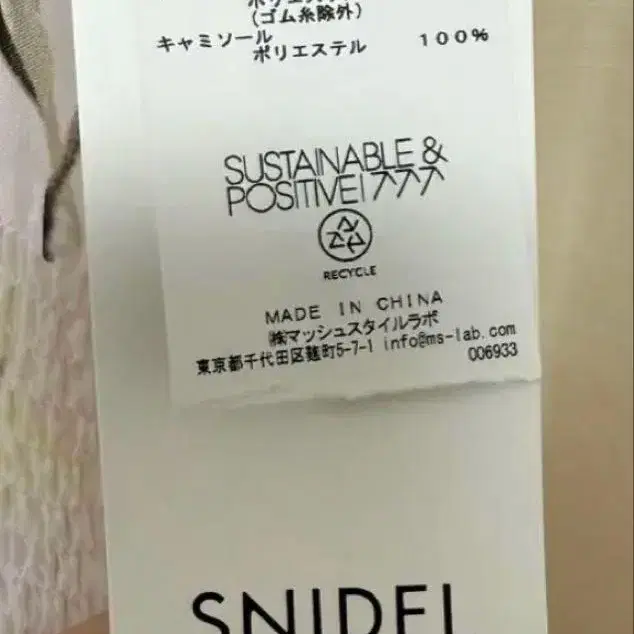 (ゴム糸除外)
キャミソール
ポリエステル 100%
SUSTAINABLE &
POSITIVE!
RECYCLE
MADE IN CHINA
㈱マッシュスタイルラボ
東京都千代田区麹町5-7-1 info@ms-lab.com
006933
SNIDEL